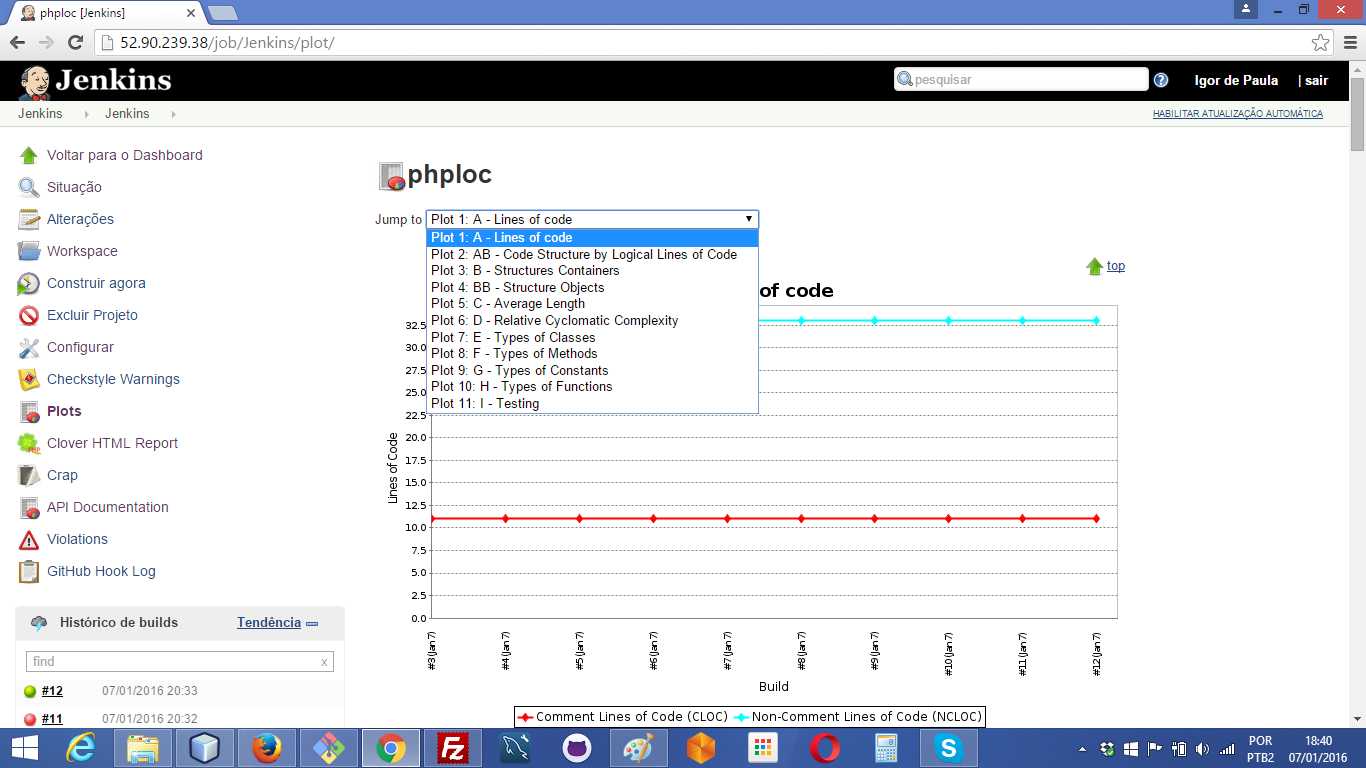 phploc [Jenkins]
52.90.239.38/job/Jenkins/plot/
Jenkins
pesquisar
?
Igor de Paula
| sair
Jenkins
Jenkins
HABILITAR ATUALIZAÇÃO AUTOMÁTICA
Voltar para o Dashboard
Situação
Alterações
Workspace
Construir agora
Excluir Projeto
Configurar
Checkstyle Warnings
Plots
Clover HTML Report
Crap
API Documentation
Violations
GitHub Hook Log
Histórico de builds
Tendência
find
x
#12
07/01/2016 20:33
#11
07/01/2016 20:32
phploc
Jump to
Plot 1: A - Lines of code
Plot 1: A - Lines of code
Plot 2: AB - Code Structure by Logical Lines of Code
Plot 3: B - Structures Containers
Plot 4: BB - Structure Objects
Plot 5: C - Average Length
Plot 6: D - Relative Cyclomatic Complexity
Plot 7: E - Types of Classes
Plot 8: F - Types of Methods
Plot 9: G - Types of Constants
Plot 10: H - Types of Functions
Plot 11: I - Testing
top
of code
32.5
30.0
27.5
25.0
22.5
20.0
17.5
15.0
12.5
10.0
7.5
5.0
2.5
0.0
Lines of Code
#3 (Jan 7)
#4 (Jan 7)
#5 (Jan 7)
#6 (Jan 7)
#7 (Jan 7)
#8 (Jan 7)
#9 (Jan 7)
#10 (Jan 7)
#11 (Jan 7)
#12 (Jan 7)
Build
Comment Lines of Code (CLOC)
Non-Comment Lines of Code (NCLOC)
POR
PTB2
18:40
07/01/2016